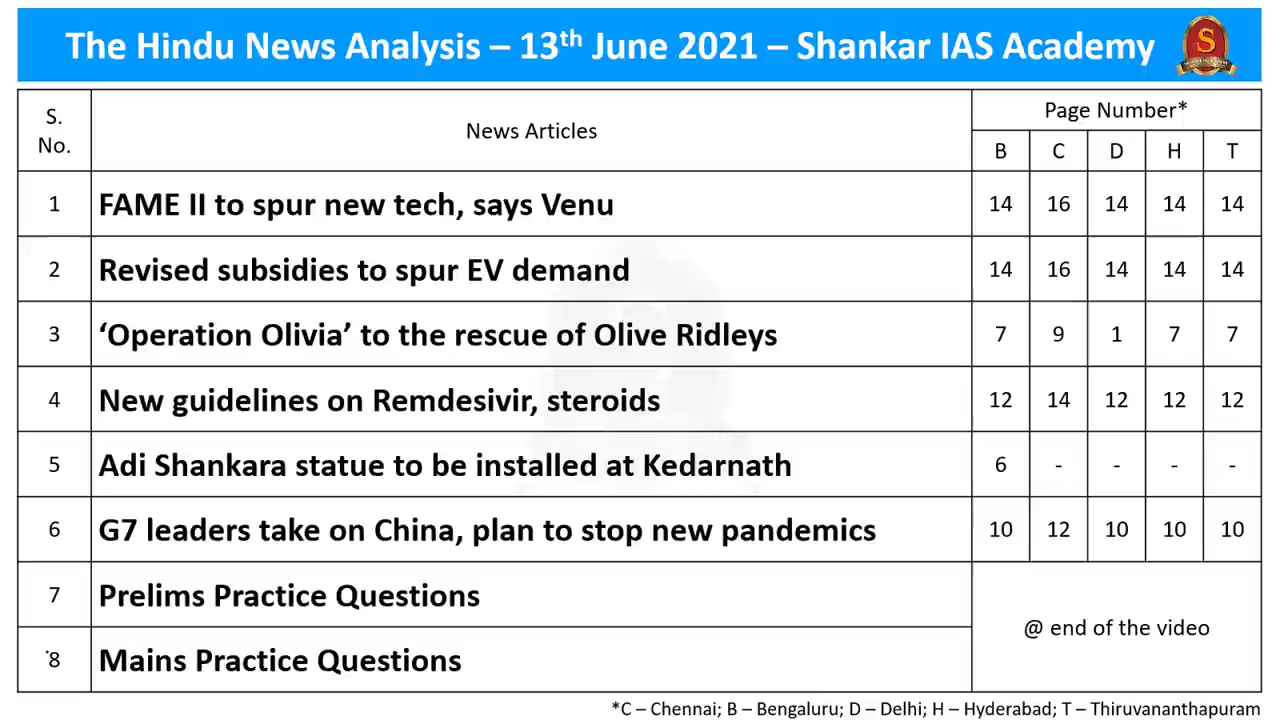 The Hindu News Analysis – 13th June 2021 – Shankar IAS Academy
S
S. No. News Articles Page Number*
B C D H T
1 FAME II to spur new tech, says Venu 14 16 14 14 14
2 Revised subsidies to spur EV demand 14 16 14 14 14
3 ‘Operation Olivia’ to the rescue of Olive Ridleys 7 9 1 7 7
4 New guidelines on Remdesivir, steroids 12 14 12 12 12
5 Adi Shankara statue to be installed at Kedarnath 6 - - - -
6 G7 leaders take on China, plan to stop new pandemics 10 12 10 10 10
7 Prelims Practice Questions
@ end of the video
8 Mains Practice Questions
*C – Chennai; B – Bengaluru; D – Delhi; H – Hyderabad; T – Thiruvananthapuram